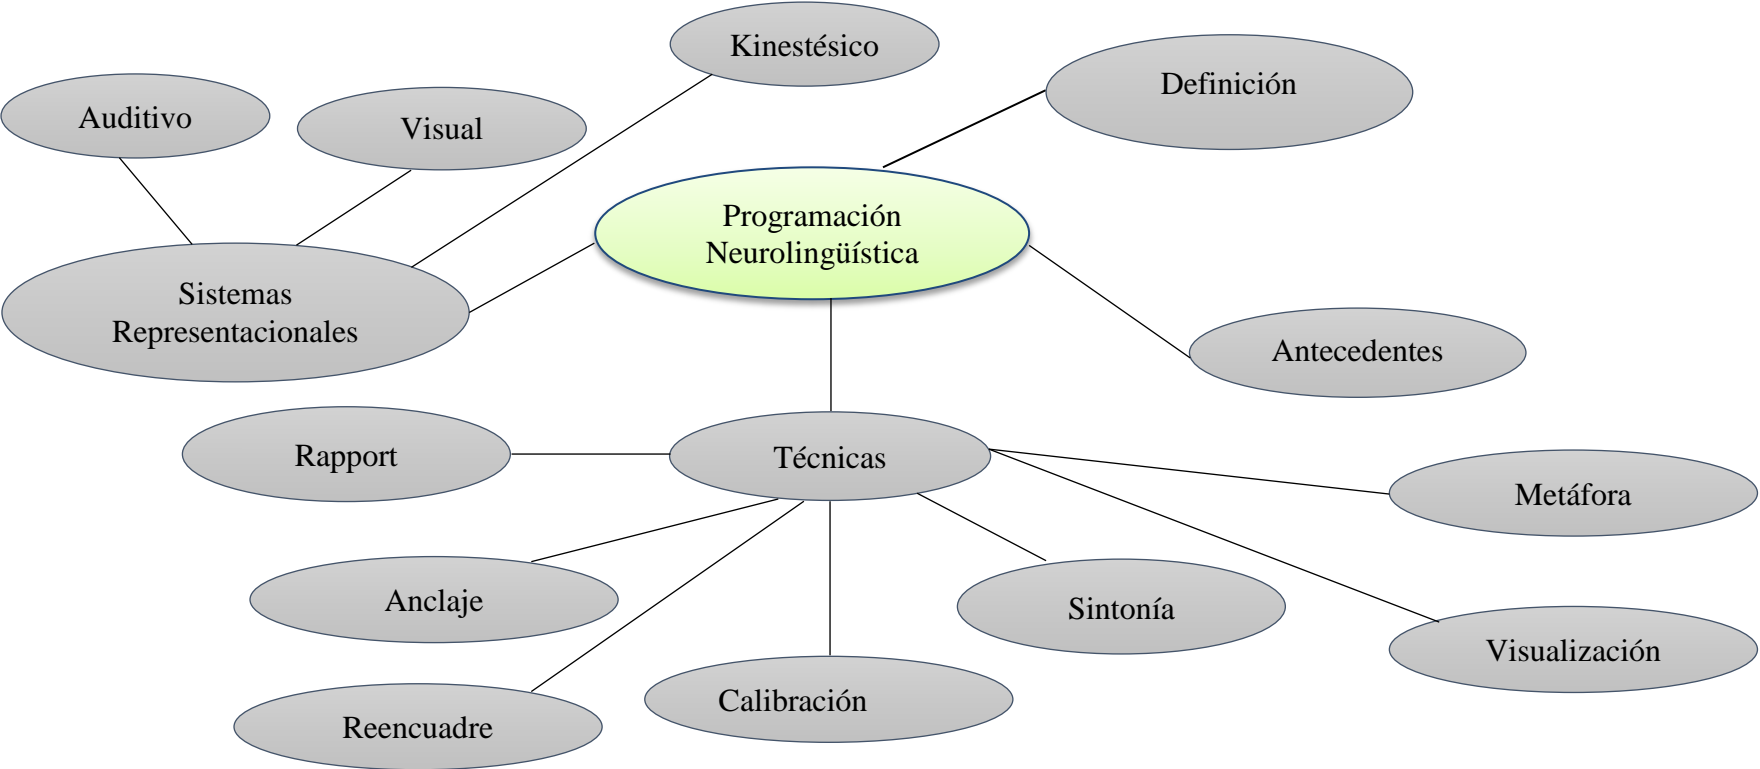 Kinestésico
Definición
Auditivo
Visual
Programación
Neurolingüística
Sistemas
Representacionales
Antecedentes
Rapport
Técnicas
Metáfora
Anclaje
Sintonía
Visualización
Calibración
Reencuadre